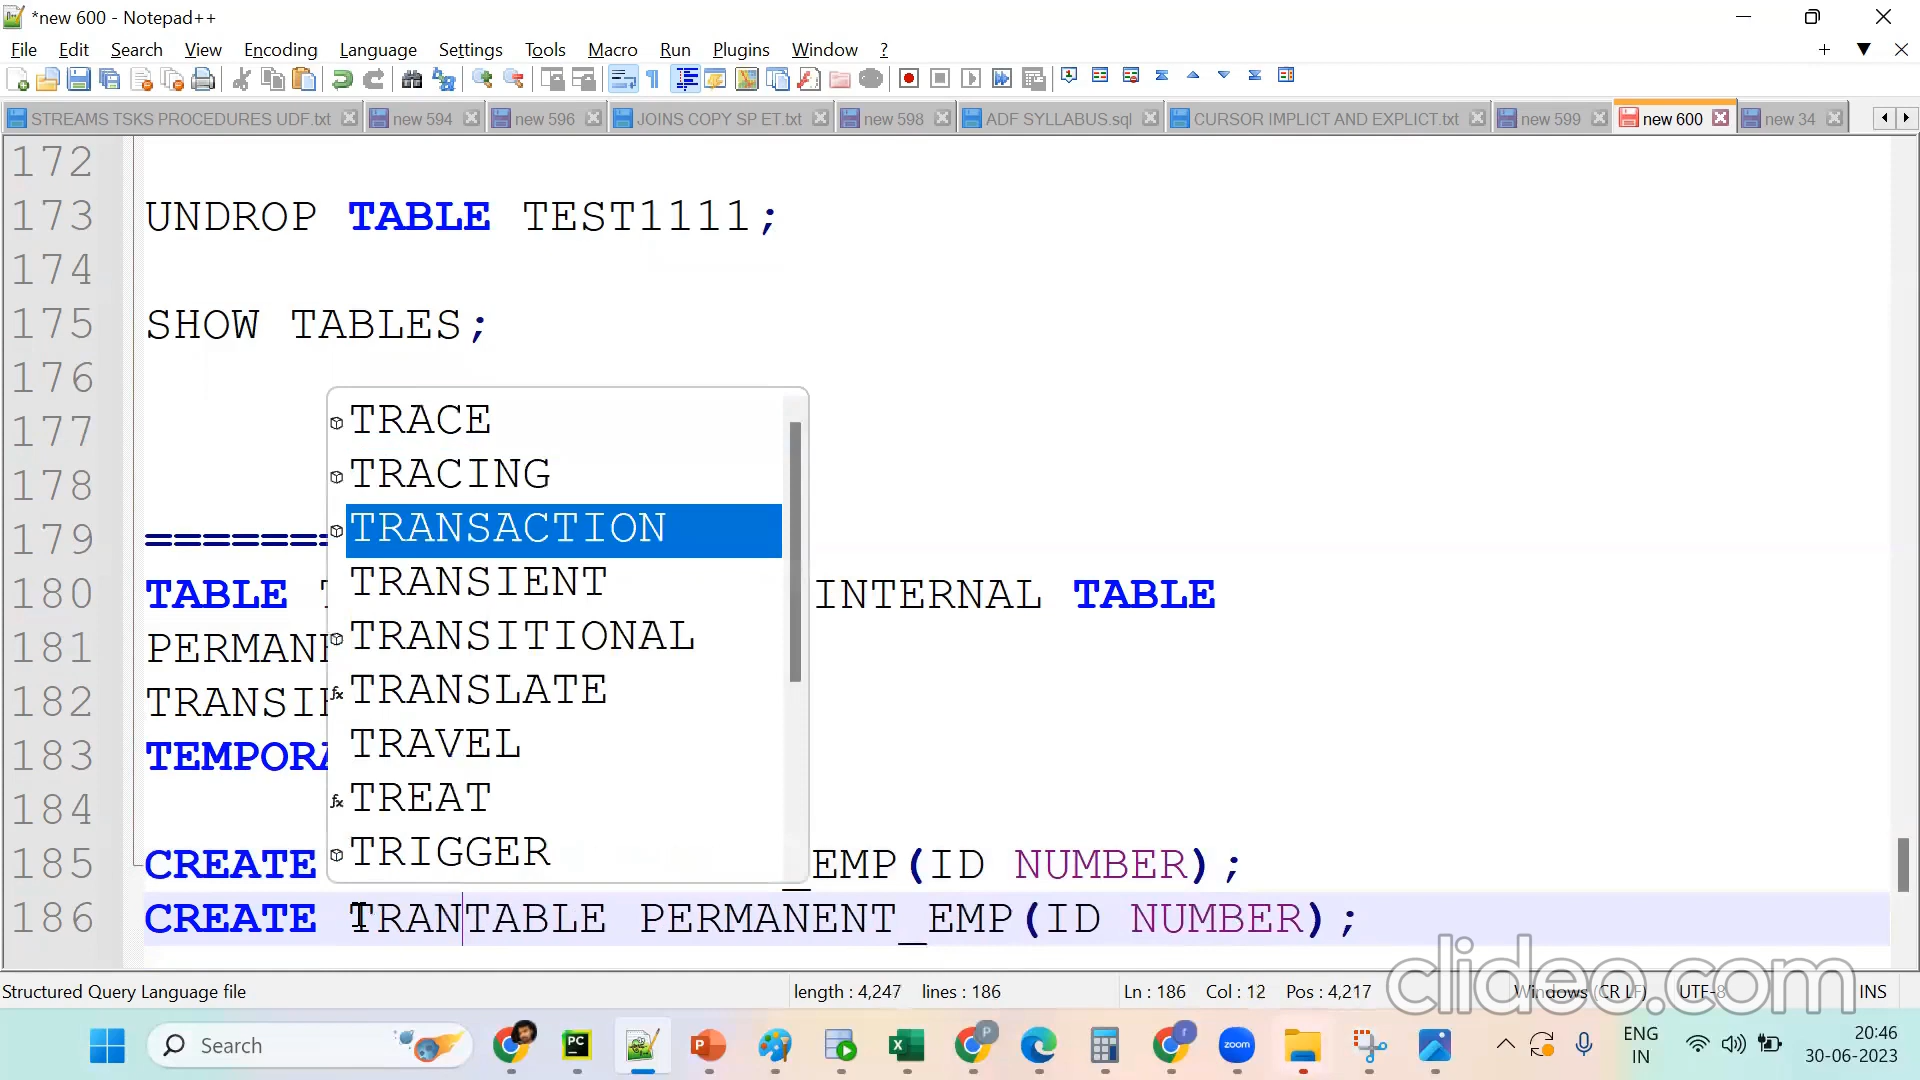 *new 600 - Notepad++
File Edit Search View Encoding Language Settings Tools Macro Run Plugins Window ?
STREAMS TSKS PROCEDURES UDF.txt new 594 new 596 JOINS COPY SP ET.txt new 598 ADF SYLLABUS.sql CURSOR IMPLICT AND EXPLICT.txt new 599 new 600 new 34
172
173 UNDROP TABLE TEST1111;
174
175 SHOW TABLES;
176
177
178
179 ========
180 TABLE T INTERNAL TABLE
181 PERMANE
182 TRANSIE
183 TEMPORA
184
185 CREATE _EMP(ID NUMBER);
186 CREATE TRANTABLE PERMANENT_EMP(ID NUMBER);
TRACE
TRACING
TRANSACTION
TRANSIENT
TRANSITIONAL
TRANSLATE
TRAVEL
TREAT
TRIGGER
clideo.com
Structured Query Language file length : 4,247 lines : 186 Ln : 186 Col : 12 Pos : 4,217 Windows (CR LF) UTF-8 INS
Search PC P X P r zoom ENG 20:46
IN 30-06-2023